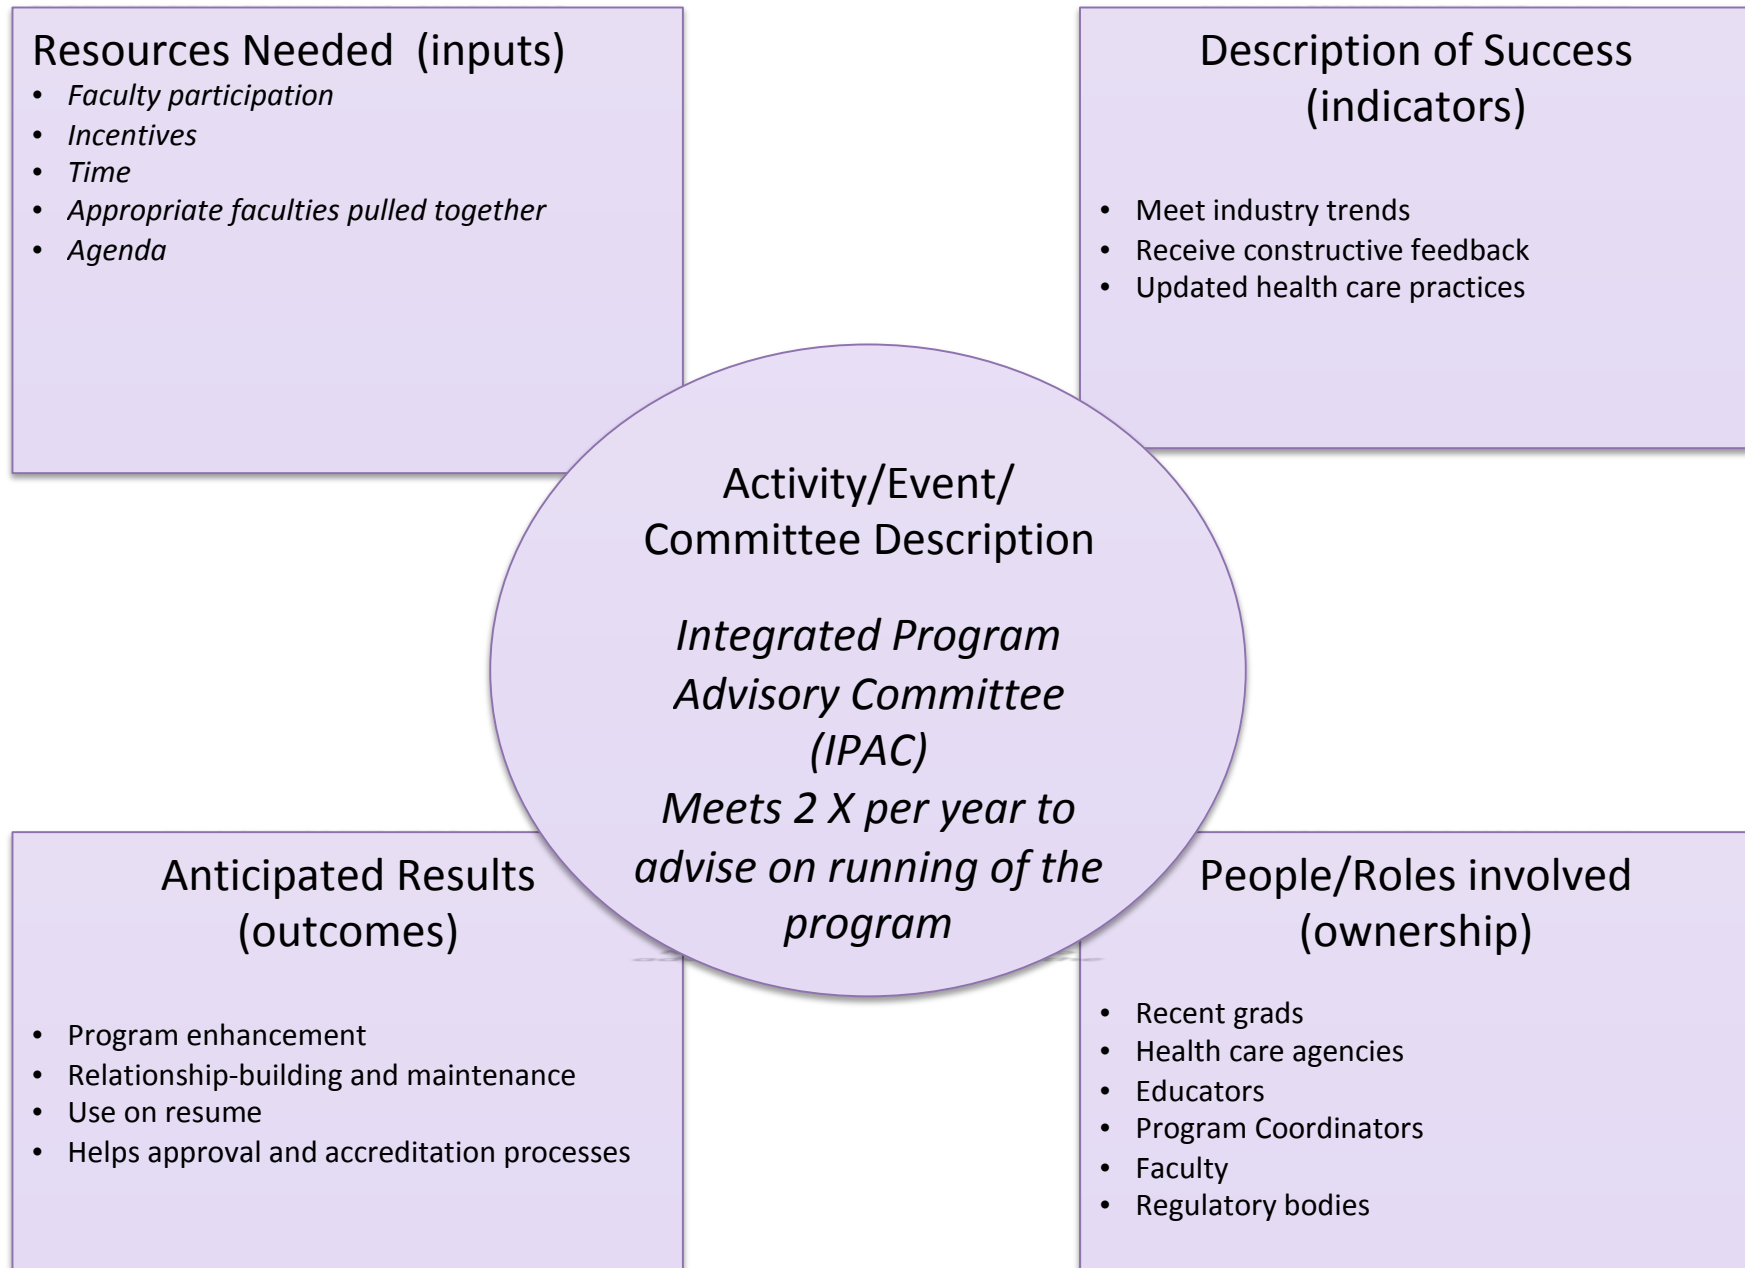 Resources Needed  (inputs)
• Faculty participation
• Incentives
• Time
• Appropriate faculties pulled together
• Agenda
Description of Success
(indicators)
• Meet industry trends
• Receive constructive feedback
• Updated health care practices
Activity/Event/
Committee Description
Integrated Program
Advisory Committee
(IPAC)
Meets 2 X per year to
advise on running of the
program
Anticipated Results
(outcomes)
• Program enhancement
• Relationship-building and maintenance
• Use on resume
• Helps approval and accreditation processes
People/Roles involved
(ownership)
• Recent grads
• Health care agencies
• Educators
• Program Coordinators
• Faculty
• Regulatory bodies